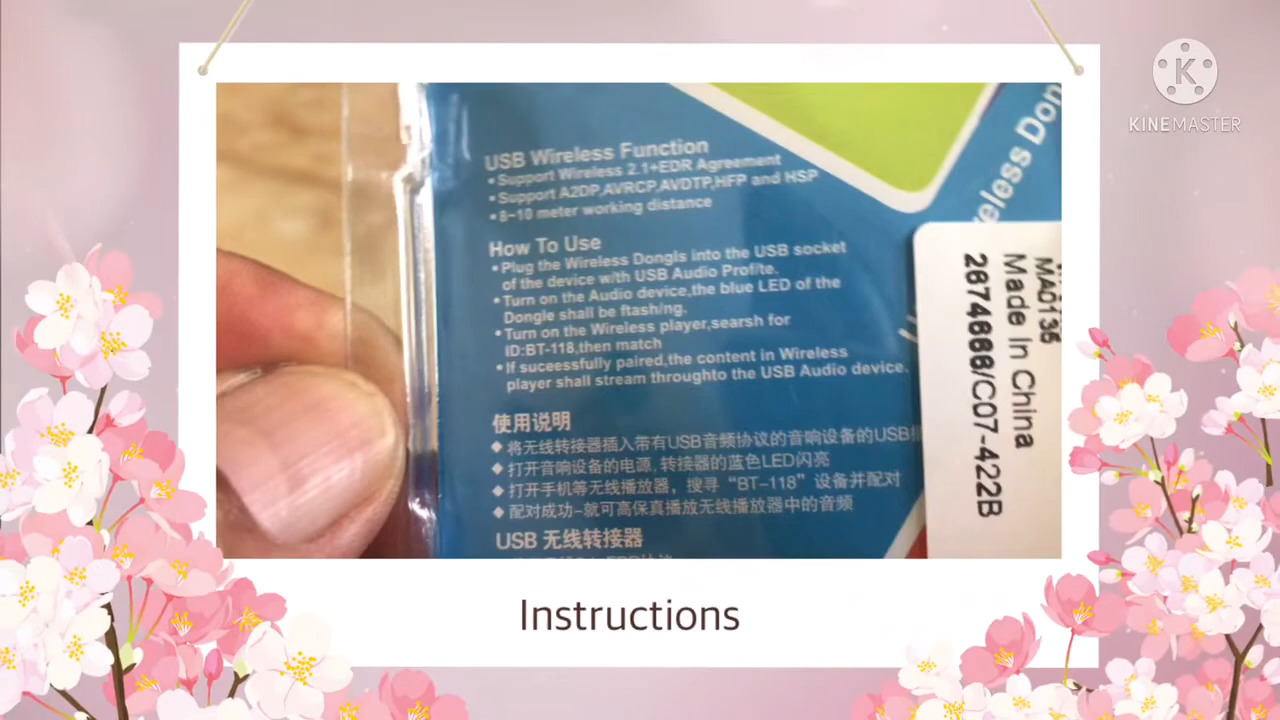 KINEMASTER
USB Wireless Function
•Support Wireless 2.1+EDR Agreement
•Support A2DP,AVRCP,AVDTP,HFP and HSP
•8-10 meter working distance
How To Use
•Plug the Wireless Dongls into the USB socket
of the device with USB Audio Profite.
•Turn on the Audio device,the blue LED of the
Dongle shall be ftash/ng.
•Turn on the Wireless player,searsh for
ID:BT-118,then match
•If suceessfully paired,the content in Wireless
player shall stream throughto the USB Audio device.
使用说明
◆将无线转接器插入带有USB音频协议的音响设备的USB
◆打开音响设备的电源,转接器的蓝色LED闪亮
◆打开手机等无线播放器，搜寻“BT-118”设备并配对
◆配对成功-就可高保真播放无线播放器中的音频
USB 无线转接器
MA0135
Made In China
2674668/C07-422B
Instructions